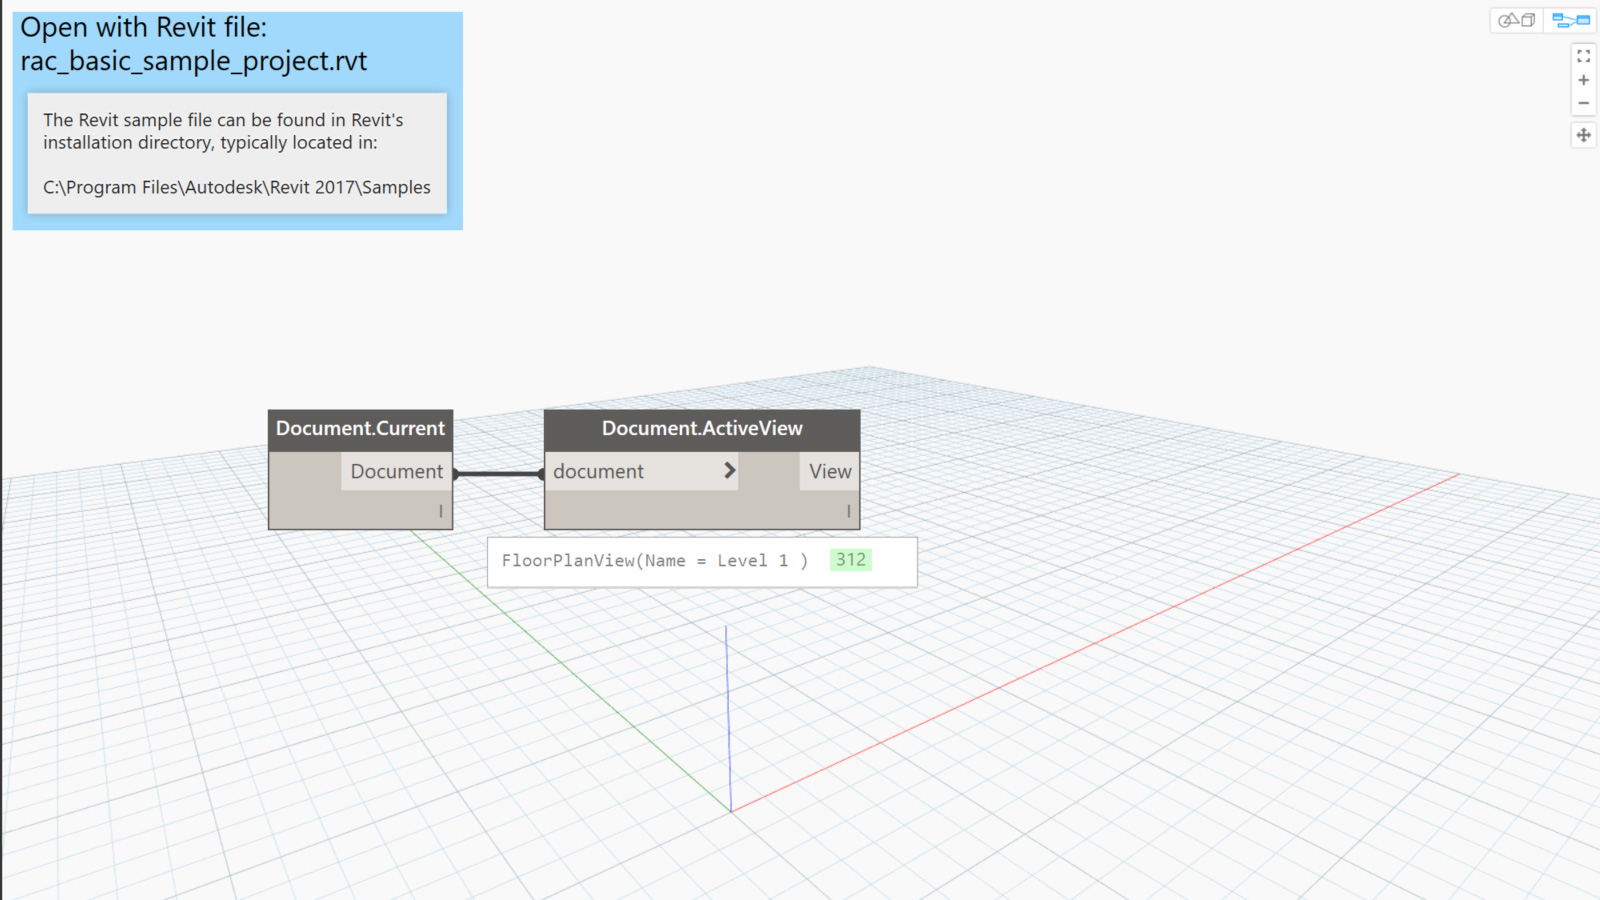 Open with Revit file:
rac_basic_sample_project.rvt
The Revit sample file can be found in Revit's
installation directory, typically located in:
C:\Program Files\Autodesk\Revit 2017\Samples
Document.Current
Document
l
Document.ActiveView
document >
View
l
FloorPlanView(Name = Level 1 ) 312